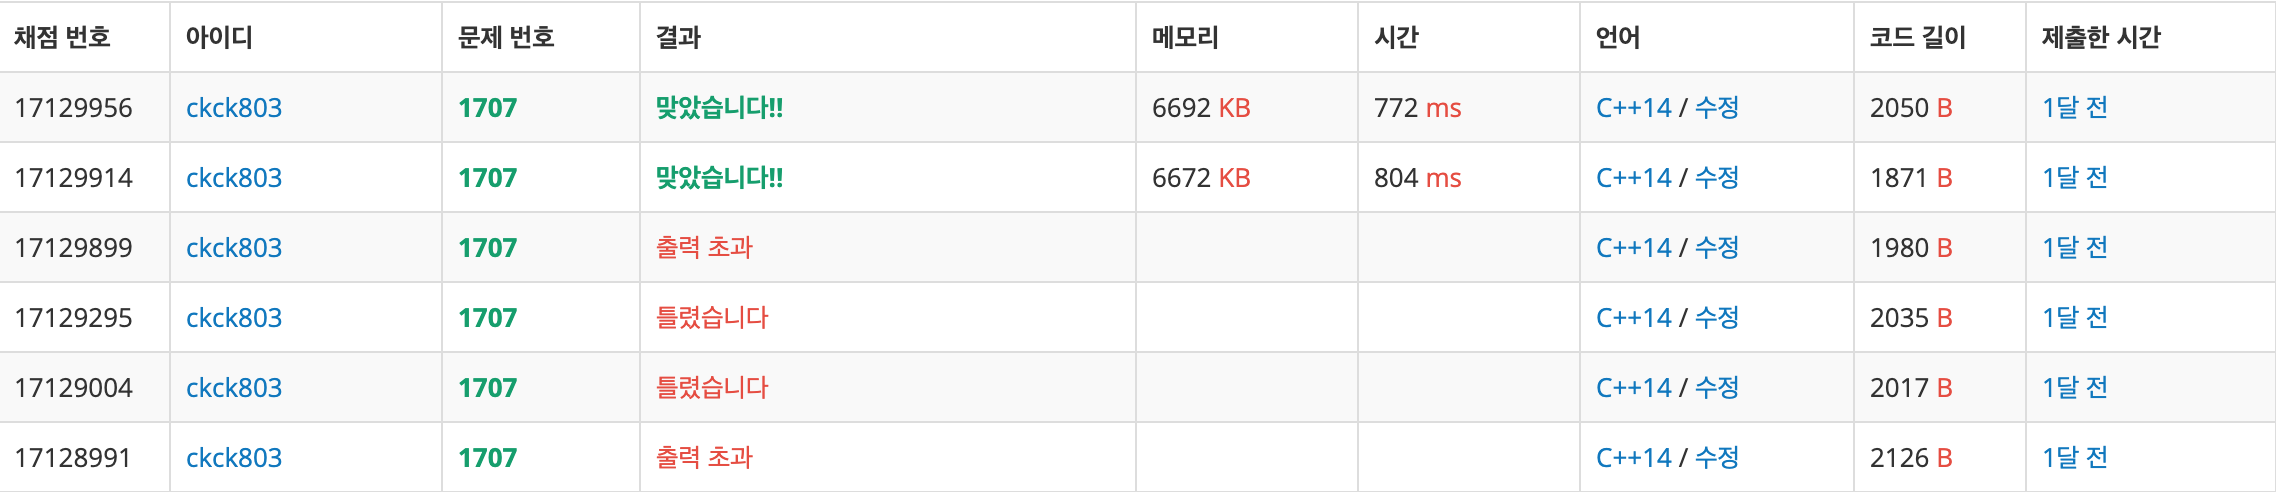 채점 번호 아이디 문제 번호 결과 메모리 시간 언어 코드 길이 제출한 시간
17129956 ckck803 1707 맞았습니다!! 6692 KB 772 ms C++14 / 수정 2050 B 1달 전
17129914 ckck803 1707 맞았습니다!! 6672 KB 804 ms C++14 / 수정 1871 B 1달 전
17129899 ckck803 1707 출력 초과 C++14 / 수정 1980 B 1달 전
17129295 ckck803 1707 틀렸습니다 C++14 / 수정 2035 B 1달 전
17129004 ckck803 1707 틀렸습니다 C++14 / 수정 2017 B 1달 전
17128991 ckck803 1707 출력 초과 C++14 / 수정 2126 B 1달 전